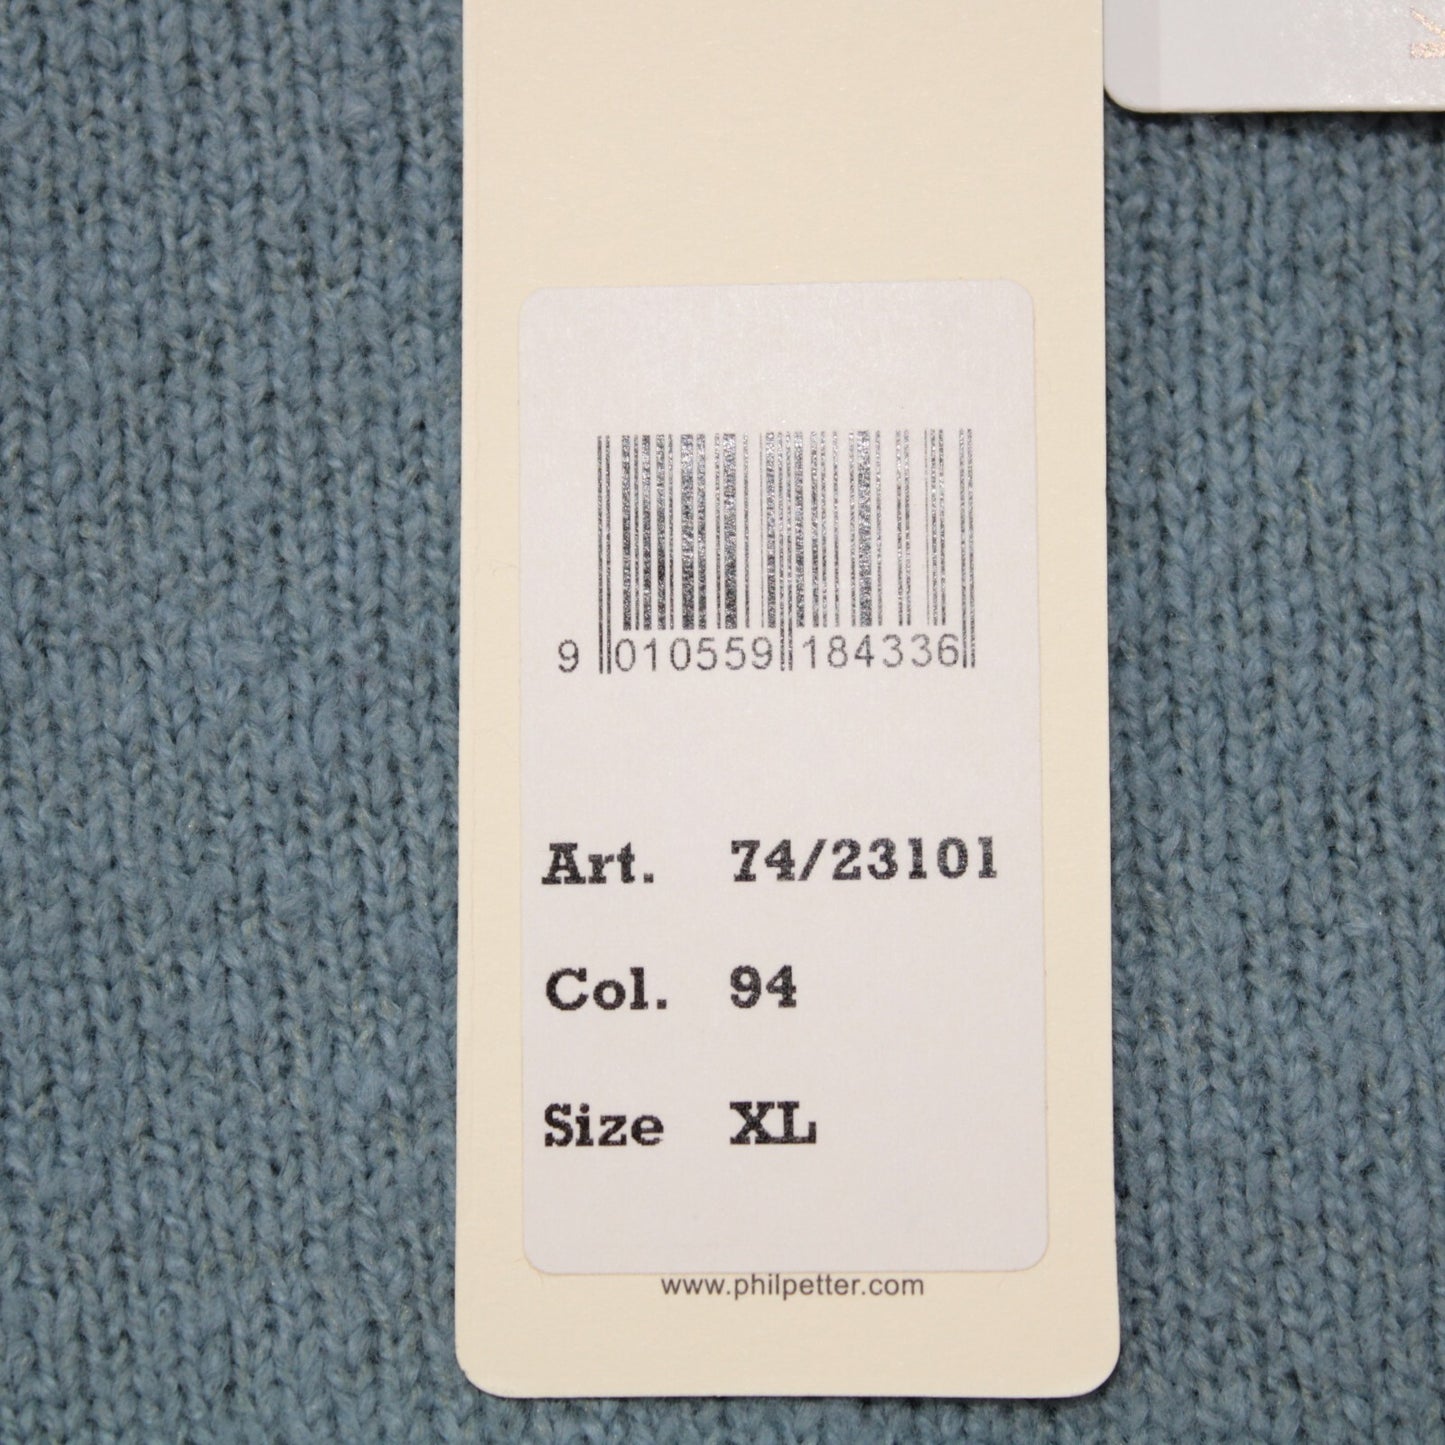 9 010559 184336
Art. 74/23101
Col. 94
Size XL
www.philpetter.com